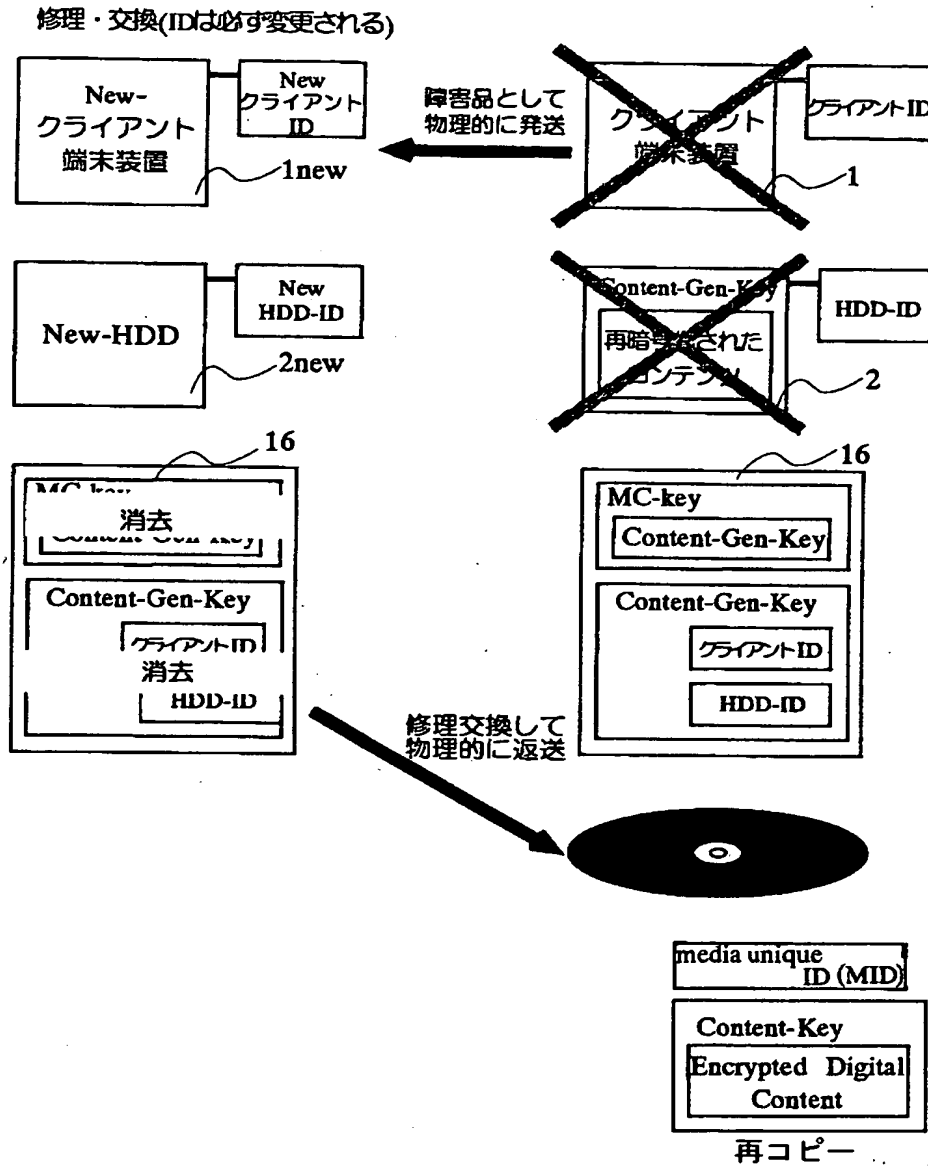 修理・交換(IDは必ず変更される)
New-
クライアント
端末装置
New
クライアント
ID
1new
障害品として
物理的に発送
クライアント
端末装置
クライアントID
1
New-HDD
New
HDD-ID
2new
Content-Gen-Key
再暗号化された
コンテンツ
HDD-ID
2
16
MC-key
消去
Content-Gen-Key
Content-Gen-Key
クライアントID
消去
HDD-ID
16
MC-key
Content-Gen-Key
Content-Gen-Key
クライアントID
HDD-ID
修理交換して
物理的に返送
media unique
ID (MID)
Content-Key
Encrypted Digital
Content
再コピー